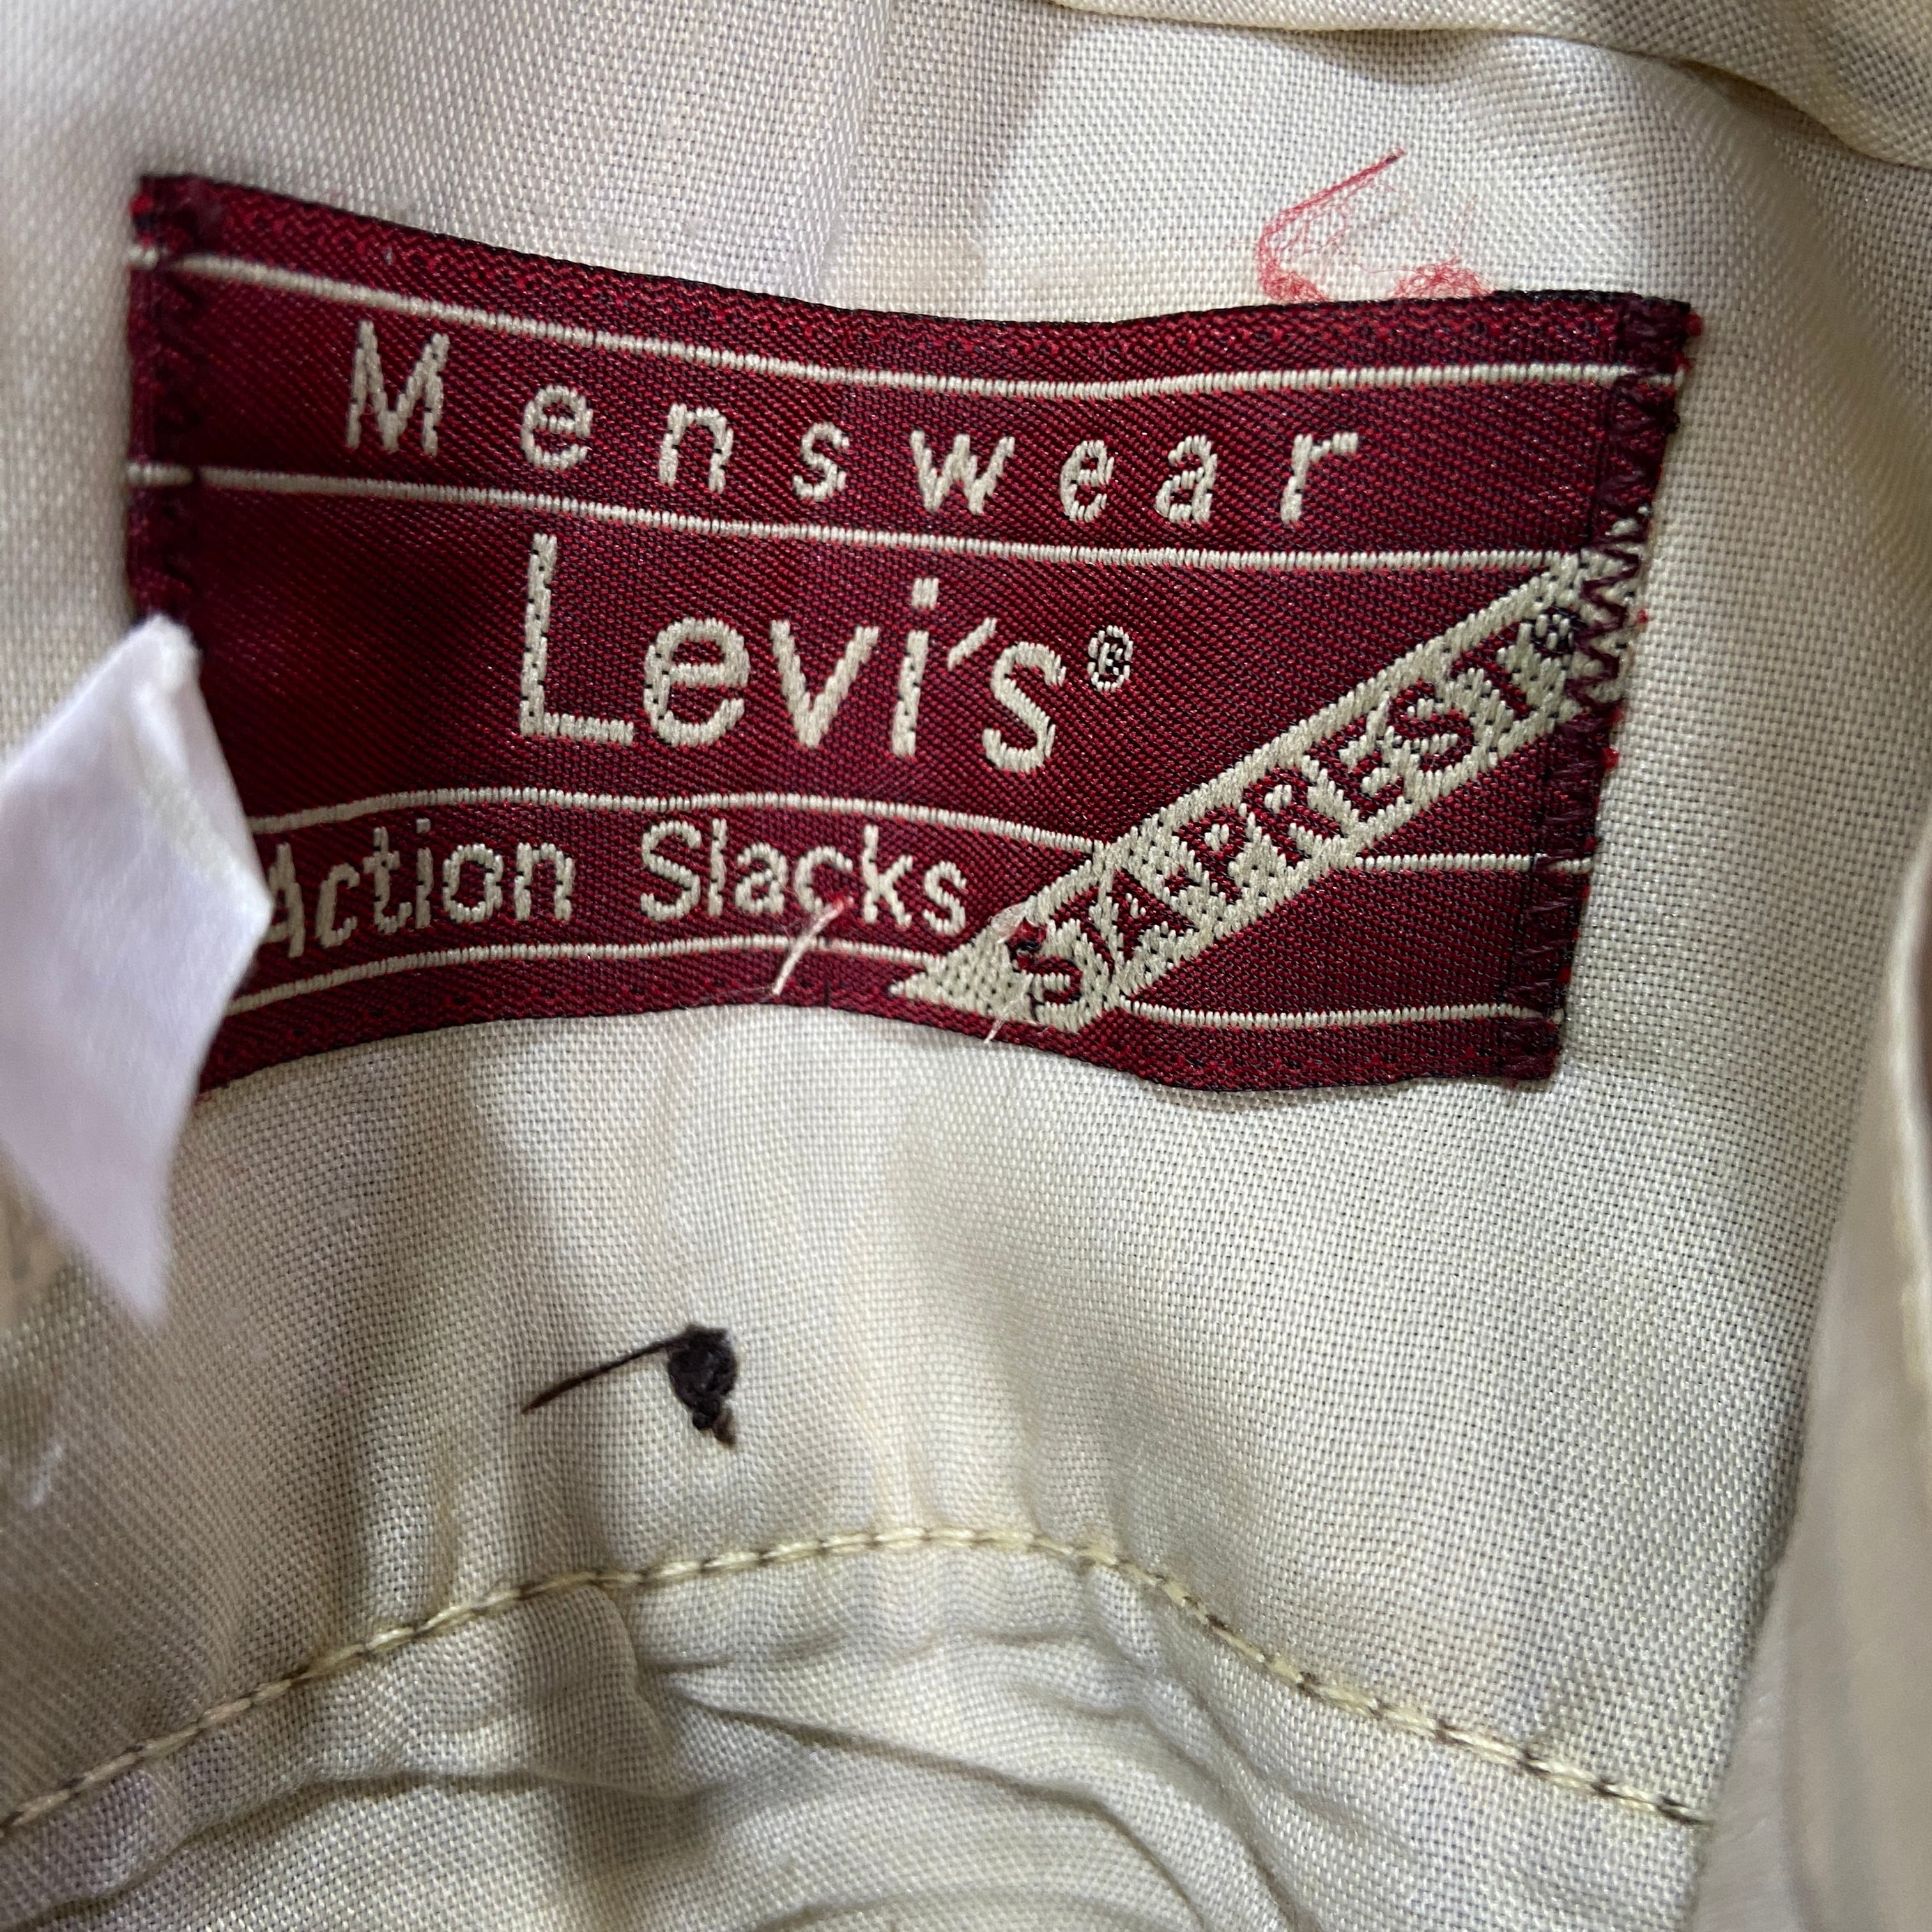 Menswear
Levi's®
Action Slacks
STA-PREST®